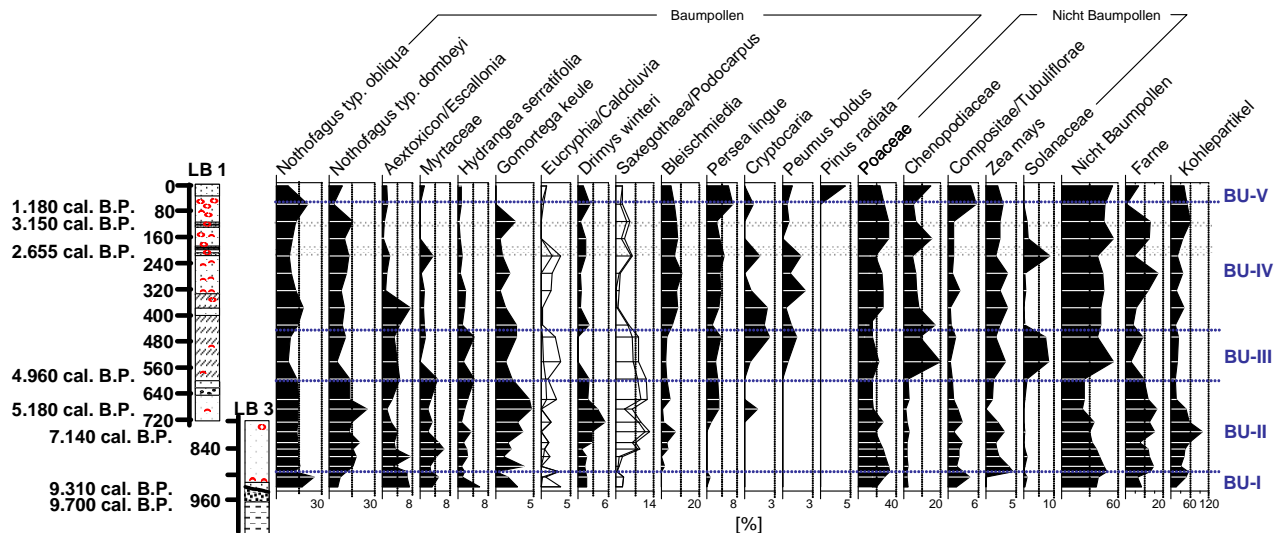 Baumpollen
Nicht Baumpollen
Nothofagus typ. obliqua
Nothofagus typ. dombeyi
Aextoxicon/Escallonia
Myrtaceae
Hydrangea serratifolia
Gomortega keule
Eucryphia/Caldcluvia
Drimys winteri
Saxegothaea/Podocarpus
Bleischmiedia
Persea lingue
Cryptocaria
Peumus boldus
Pinus radiata
Poaceae
Chenopodiaceae
Compositae/Tubuliflorae
Zea mays
Solanaceae
Nicht Baumpollen
Farne
Kohlepartikel
LB 1
0
BU-V
1.180 cal. B.P.
80
3.150 cal. B.P.
160
2.655 cal. B.P.
240
BU-IV
320
400
480
BU-III
560
4.960 cal. B.P.
640
5.180 cal. B.P.
LB 3
720
7.140 cal. B.P.
BU-II
840
BU-I
9.310 cal. B.P.
960
9.700 cal. B.P.
30 30 8 8 8 5 5 6 14 20 8 3 3 5 40 20 6 8 10 60 20 60 120
[%]